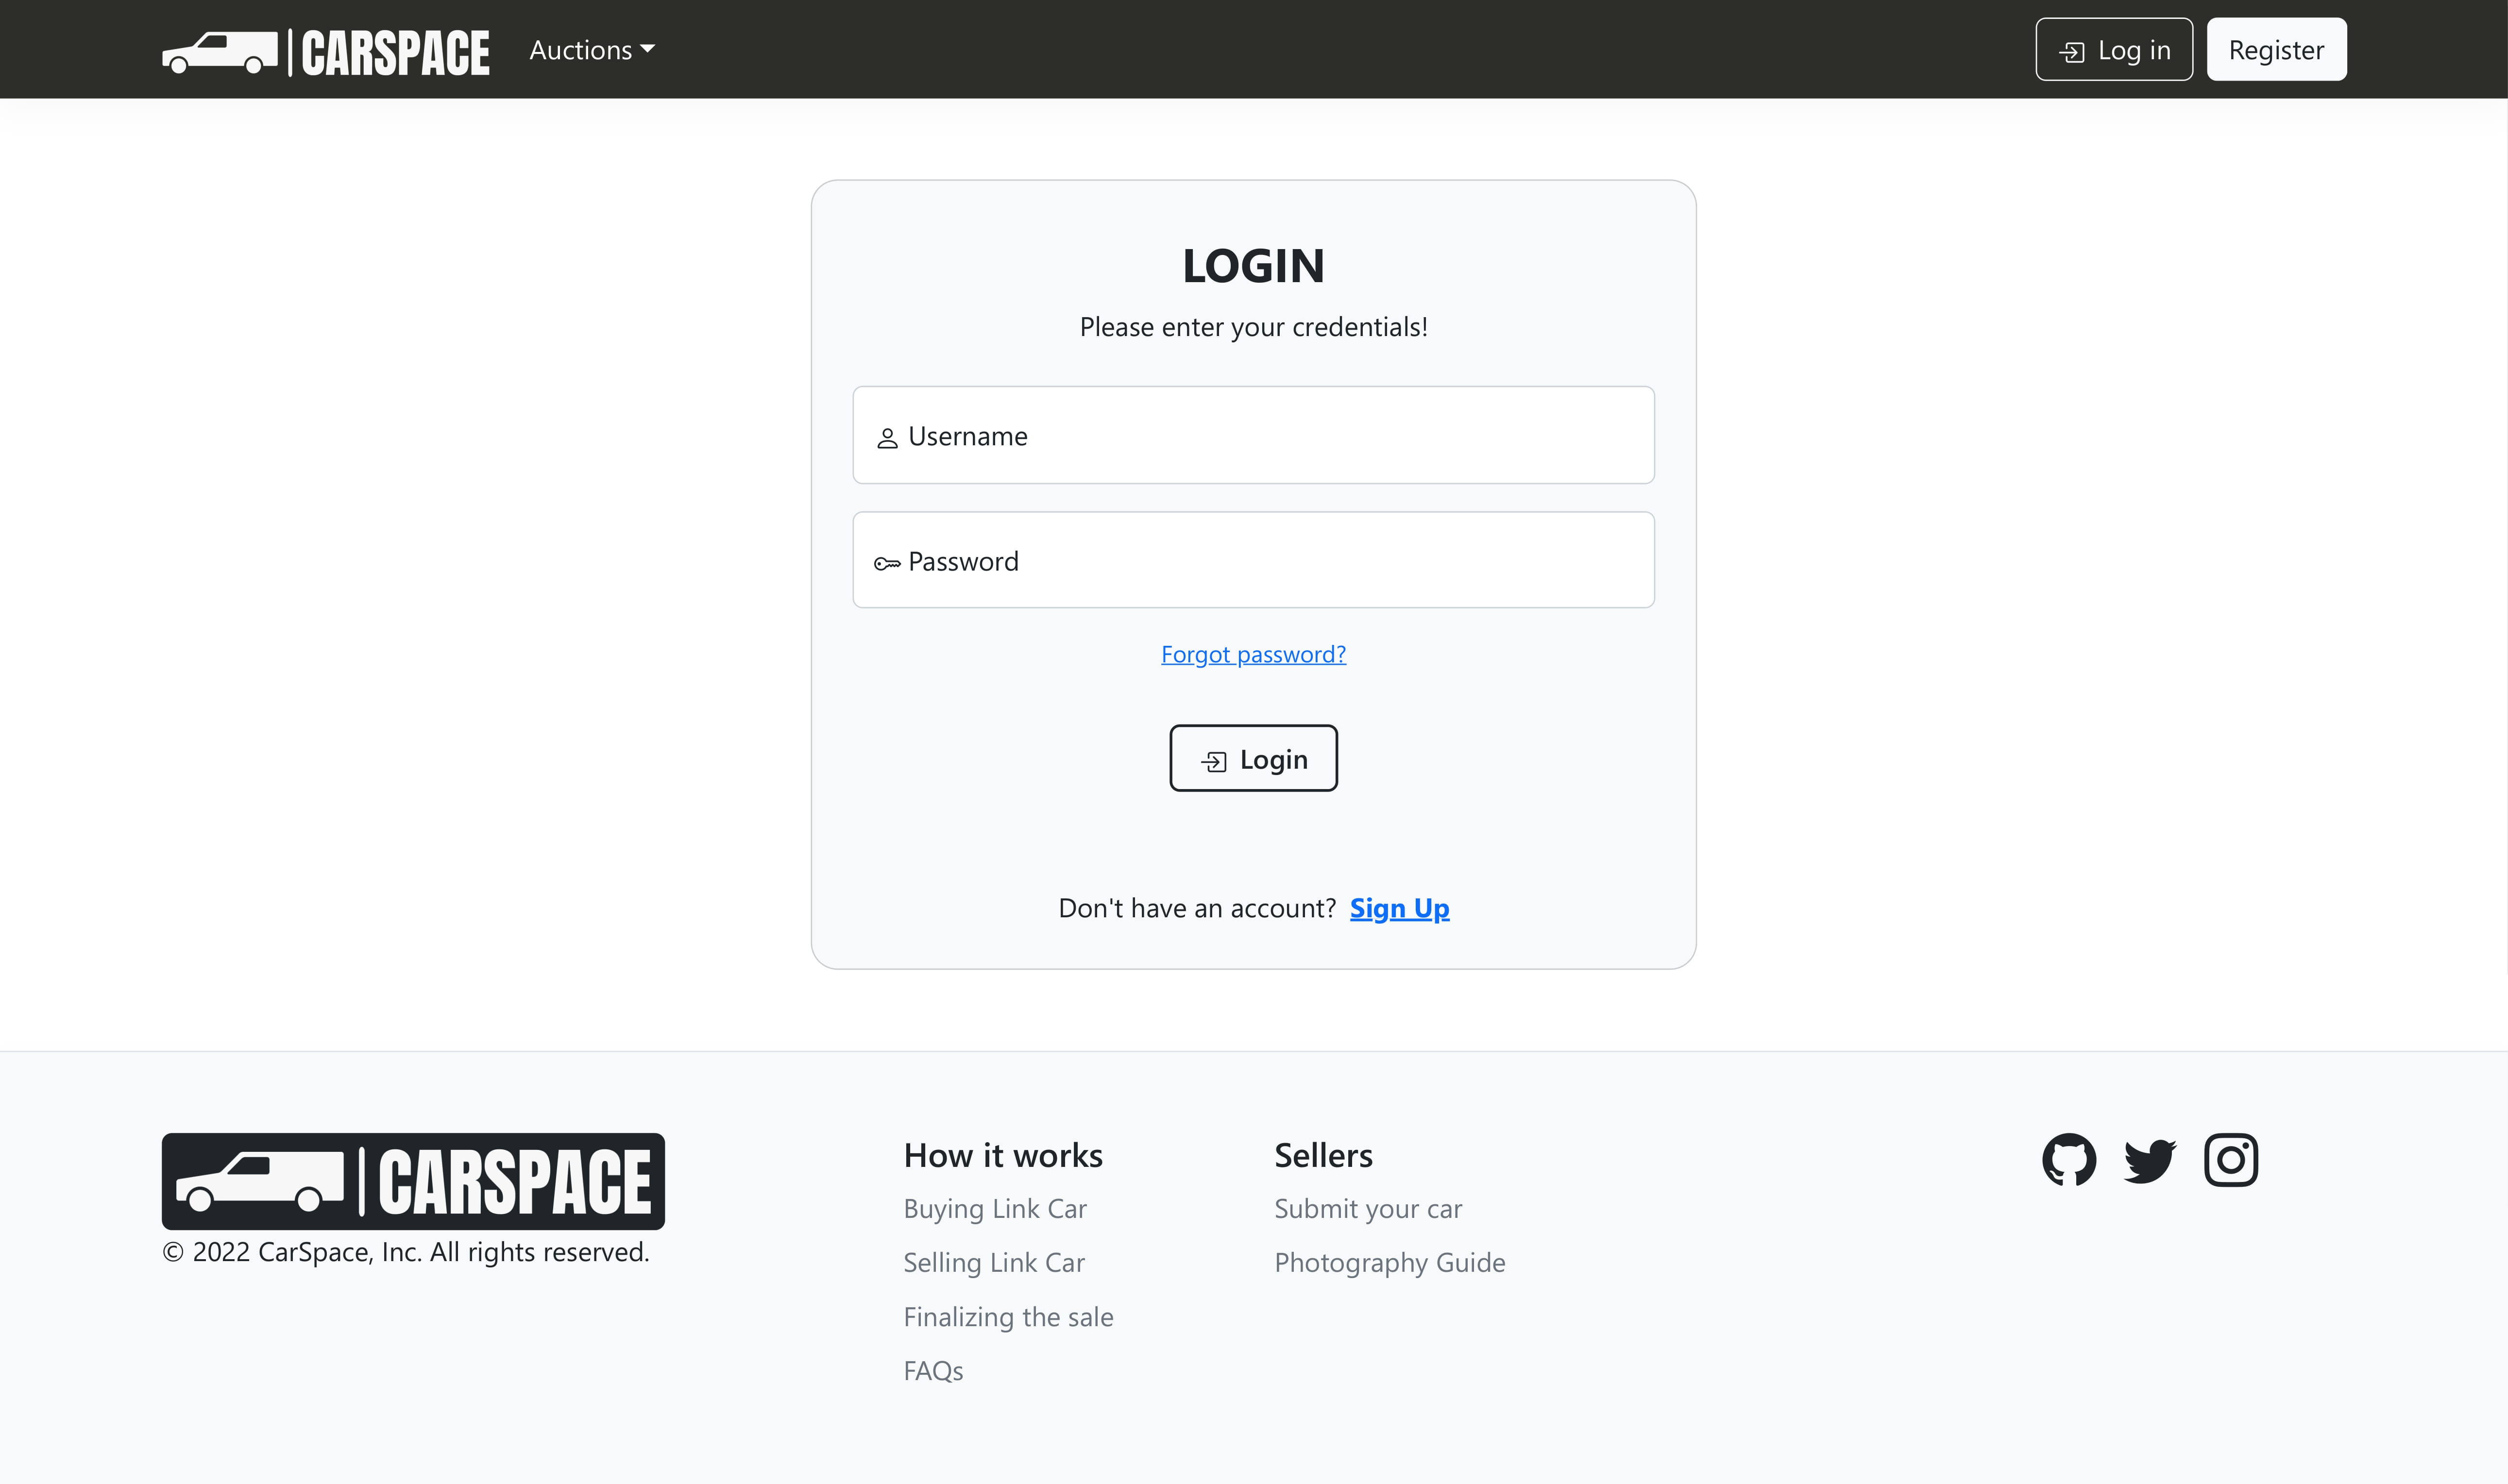 CARSPACE
Auctions
Log in
Register
LOGIN
Please enter your credentials!
Username
Password
Forgot password?
Login
Don't have an account? Sign Up
CARSPACE
© 2022 CarSpace, Inc. All rights reserved.
How it works
Buying Link Car
Selling Link Car
Finalizing the sale
FAQs
Sellers
Submit your car
Photography Guide